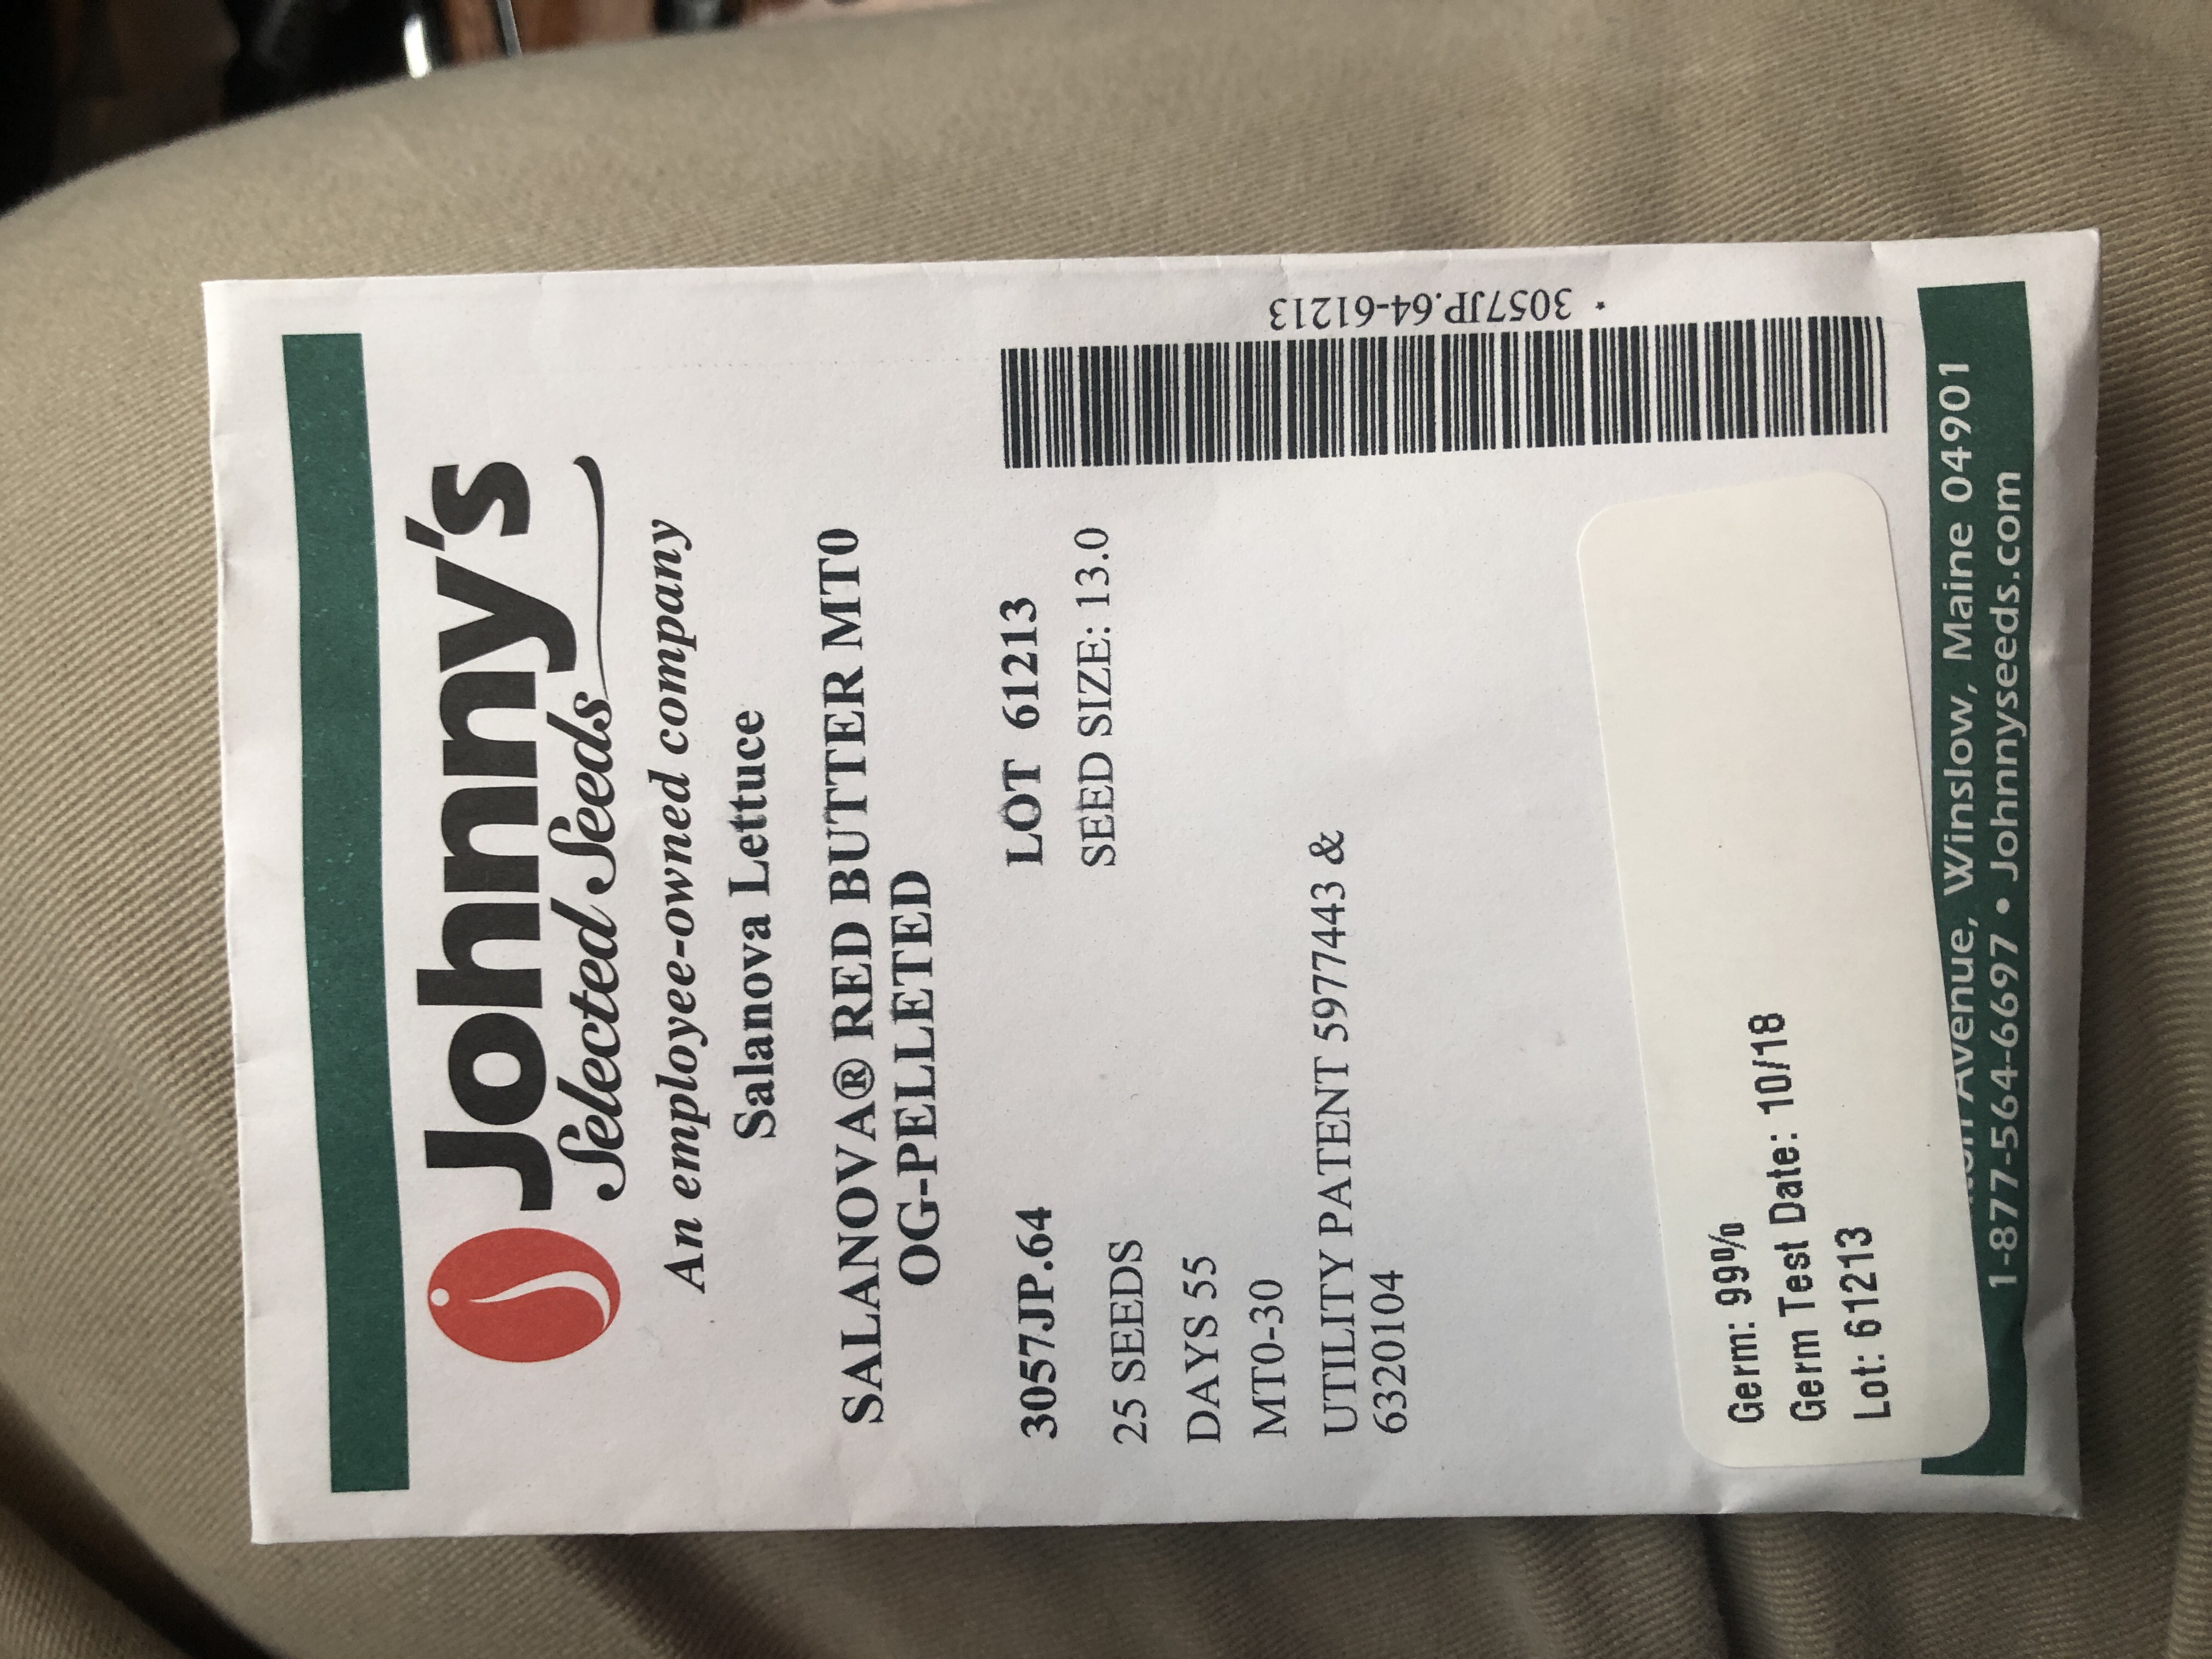 Johnny's
Selected Seeds
An employee-owned company
Salanova Lettuce
SALANOVA® RED BUTTER MT0
OG-PELLETED
3057JP.64 LOT 61213
25 SEEDS SEED SIZE: 13.0
DAYS 55
MT0-30
UTILITY PATENT 5977443 &
6320104
* 3057JP.64-61213
Germ: 99%
Germ Test Date: 10/18
Lot: 61213
Avenue, Winslow, Maine 04901
1-877-564-6697 • Johnnyseeds.com